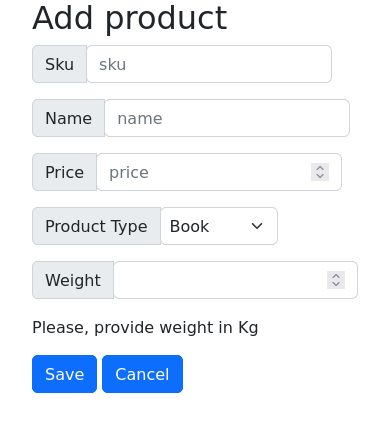 Add product
Sku sku
Name name
Price price
Product Type Book
Weight
Please, provide weight in Kg
Save Cancel